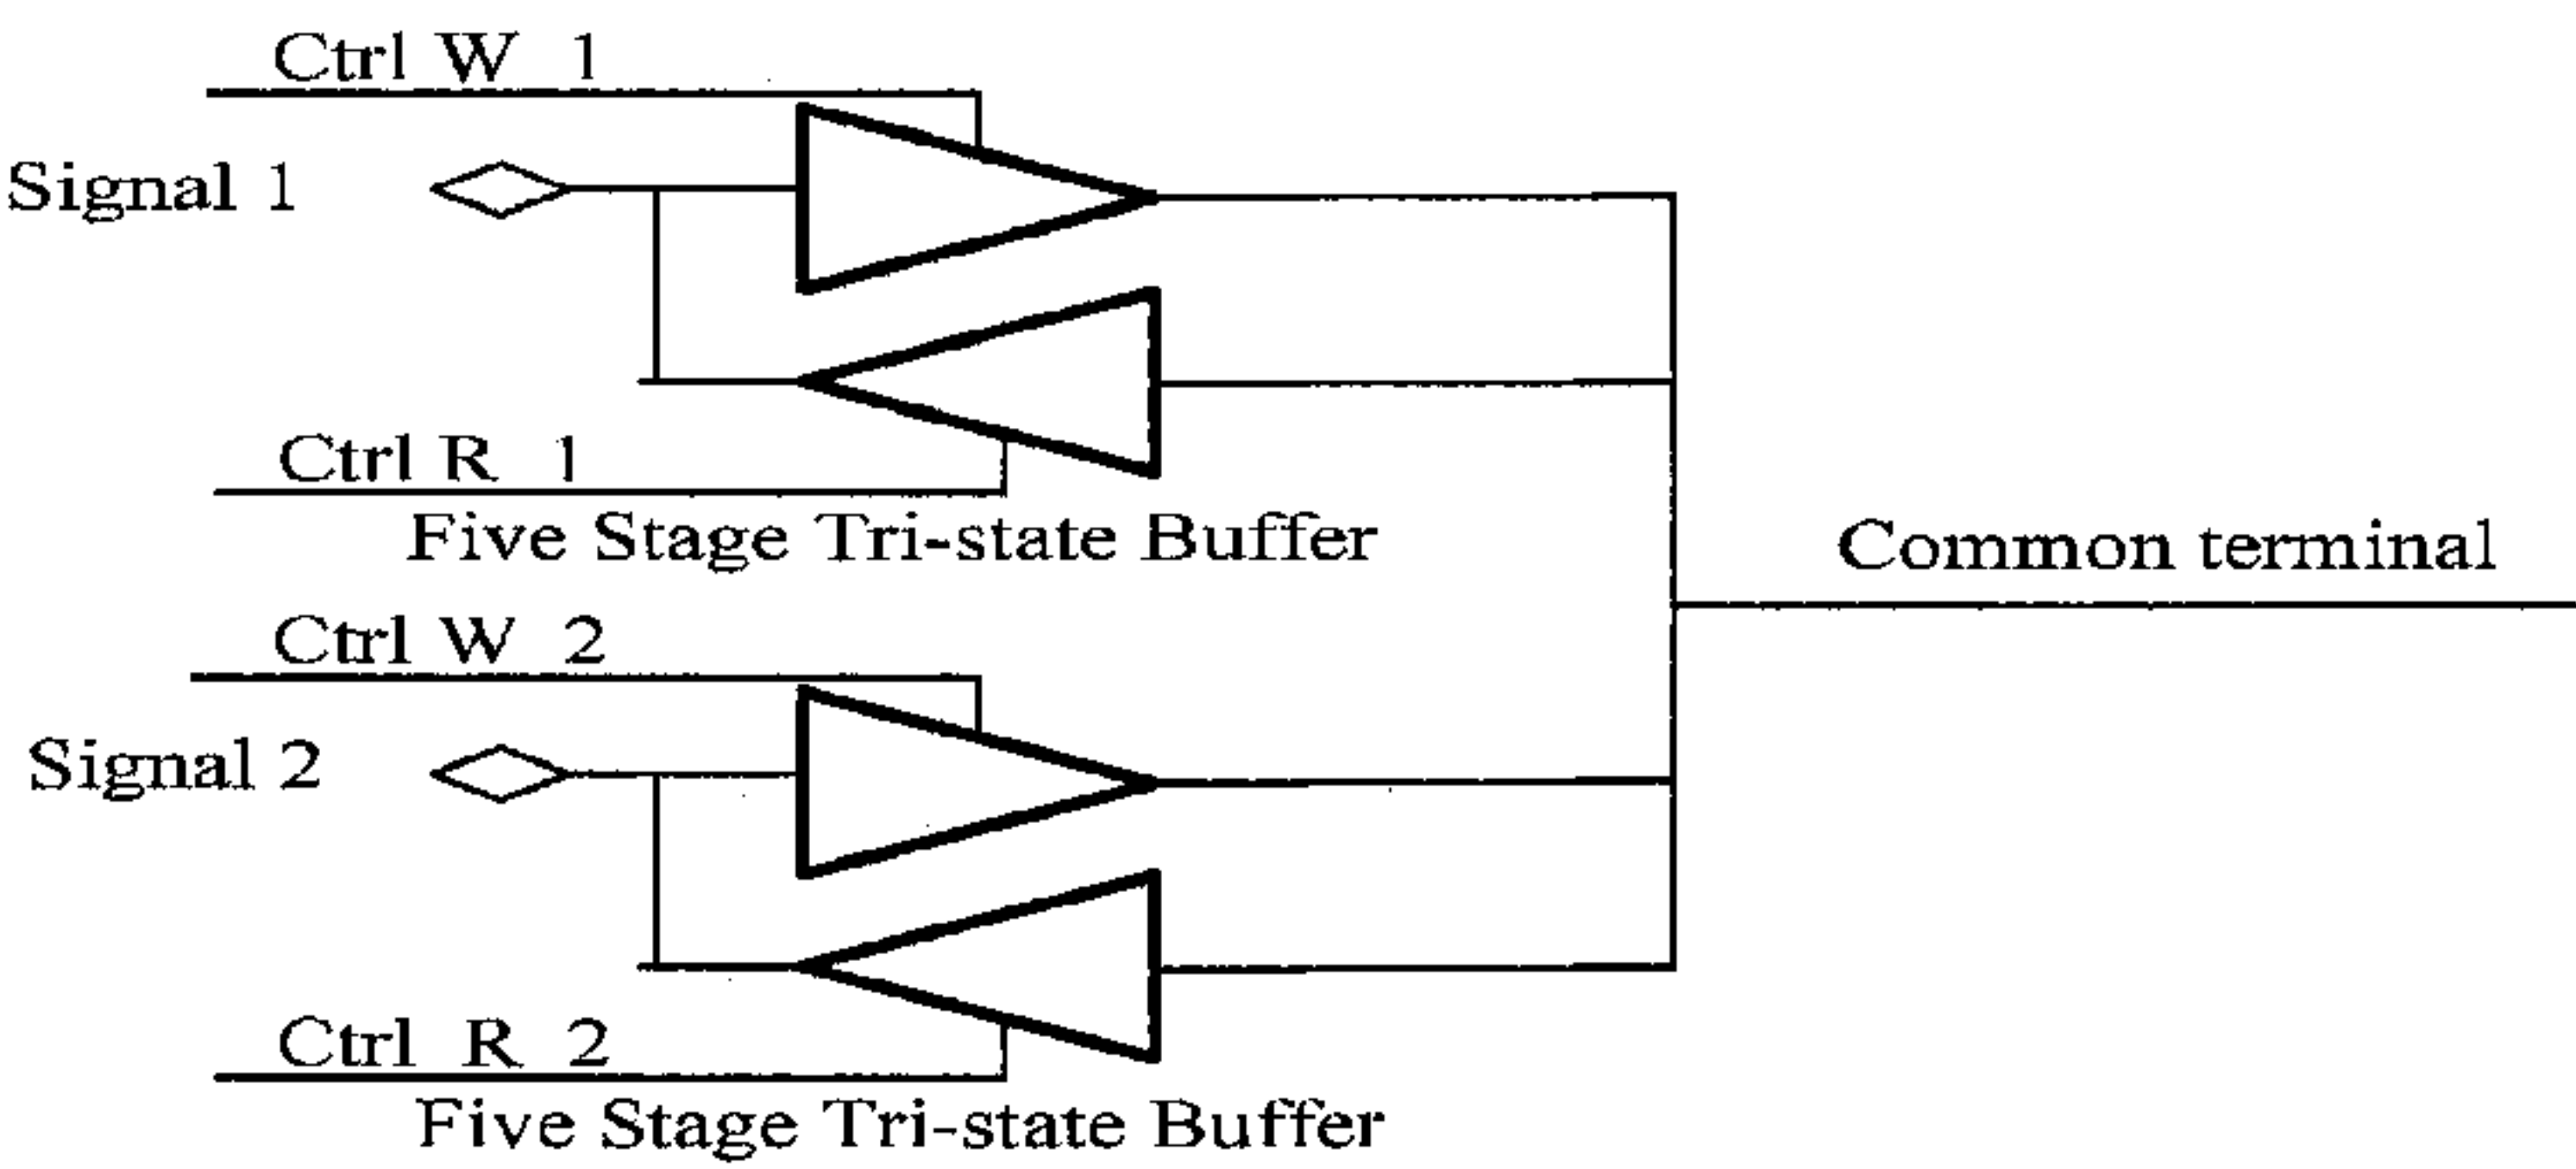 Ctrl W 1
Signal 1
Ctrl R 1
Five Stage Tri-state Buffer
Common terminal
Ctrl W 2
Signal 2
Ctrl R 2
Five Stage Tri-state Buffer